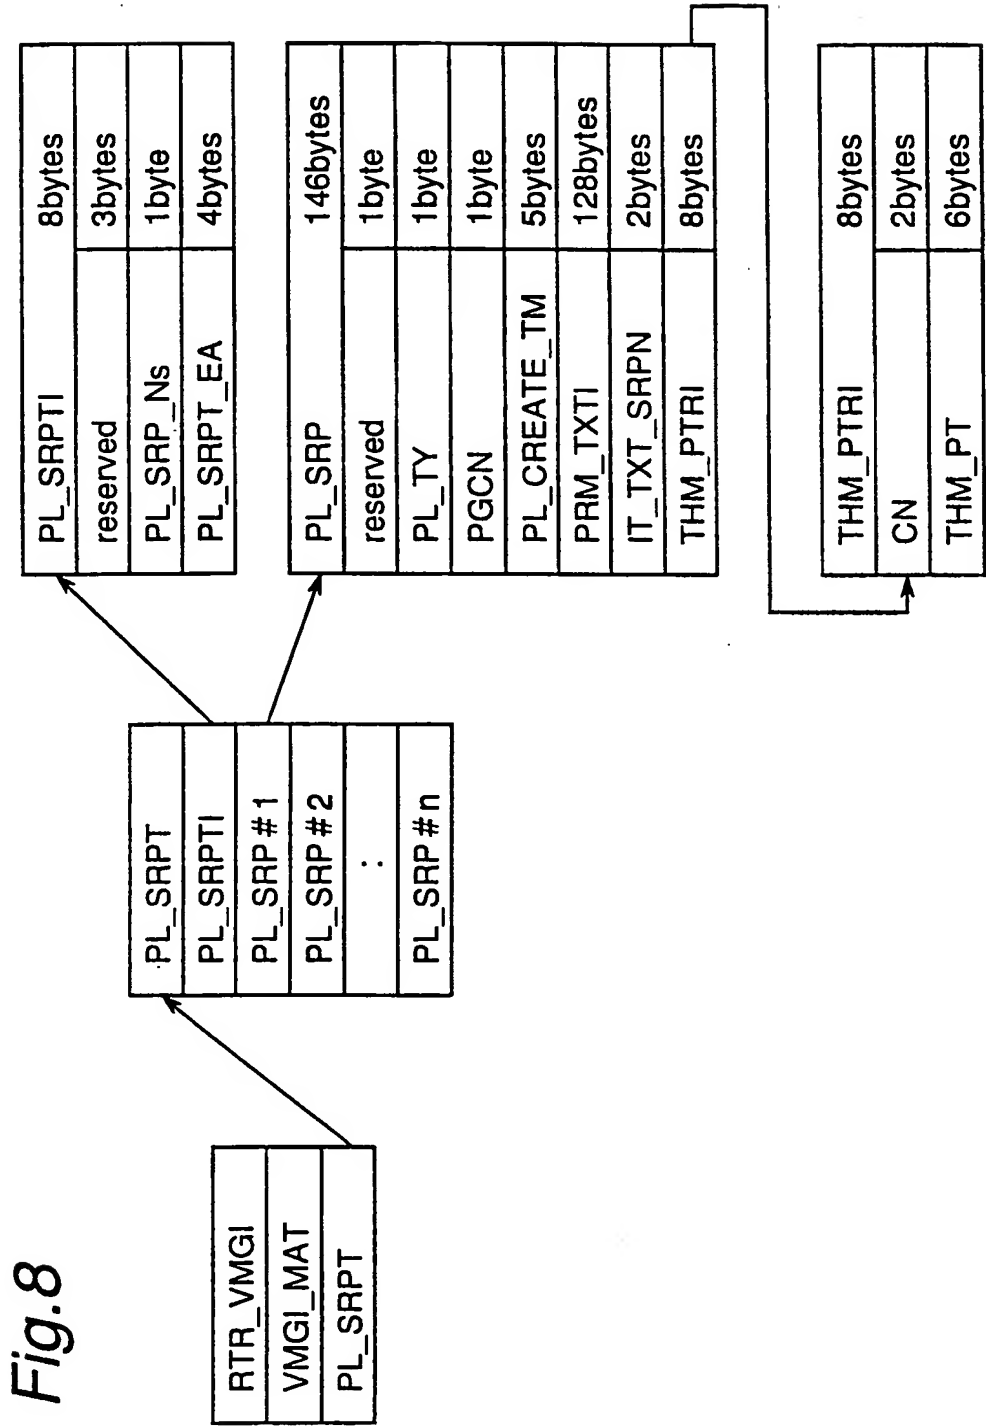 Fig.8
RTR_VMGI
VMGI_MAT
PL_SRPT
PL_SRPT
PL_SRPTI
PL_SRP#1
PL_SRP#2
:
PL_SRP#n
PL_SRPTI 8bytes
reserved 3bytes
PL_SRP_Ns 1byte
PL_SRPT_EA 4bytes
PL_SRP 146bytes
reserved 1byte
PL_TY 1byte
PGCN 1byte
PL_CREATE_TM 5bytes
PRM_TXTI 128bytes
IT_TXT_SRPN 2bytes
THM_PTRI 8bytes
THM_PTRI 8bytes
CN 2bytes
THM_PT 6bytes